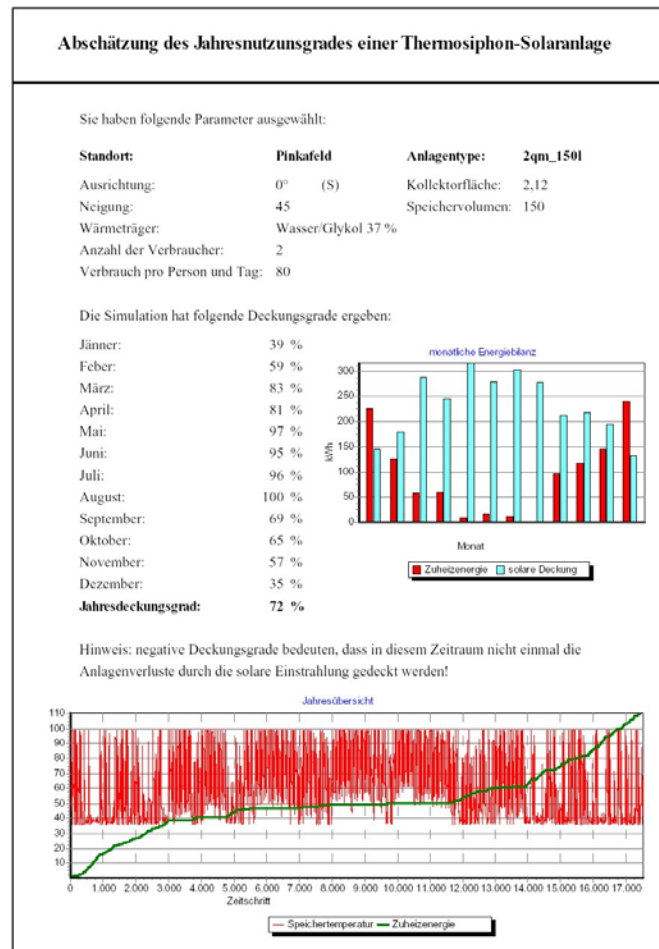 Abschätzung des Jahresnutzunsgrades einer Thermosiphon-Solaranlage
Sie haben folgende Parameter ausgewählt:
Standort: Pinkafeld Anlagentype: 2qm_150l
Ausrichtung: 0° (S) Kollektorfläche: 2,12
Neigung: 45 Speichervolumen: 150
Wärmeträger: Wasser/Glykol 37 %
Anzahl der Verbraucher: 2
Verbrauch pro Person und Tag: 80
Die Simulation hat folgende Deckungsgrade ergeben:
Jänner: 39 %
Feber: 59 %
März: 83 %
April: 81 %
Mai: 97 %
Juni: 95 %
Juli: 96 %
August: 100 %
September: 69 %
Oktober: 65 %
November: 57 %
Dezember: 35 %
Jahresdeckungsgrad: 72 %
monatliche Energiebilanz
300
250
200
150
100
50
0
kWh
Monat
Zuheizenergie solare Deckung
Hinweis: negative Deckungsgrade bedeuten, dass in diesem Zeitraum nicht einmal die
Anlagenverluste durch die solare Einstrahlung gedeckt werden!
Jahresübersicht
110
100
90
80
70
60
50
40
30
20
10
0 1.000 2.000 3.000 4.000 5.000 6.000 7.000 8.000 9.000 10.000 11.000 12.000 13.000 14.000 15.000 16.000 17.000
Zeitschritt
Speichertemperatur Zuheizenergie